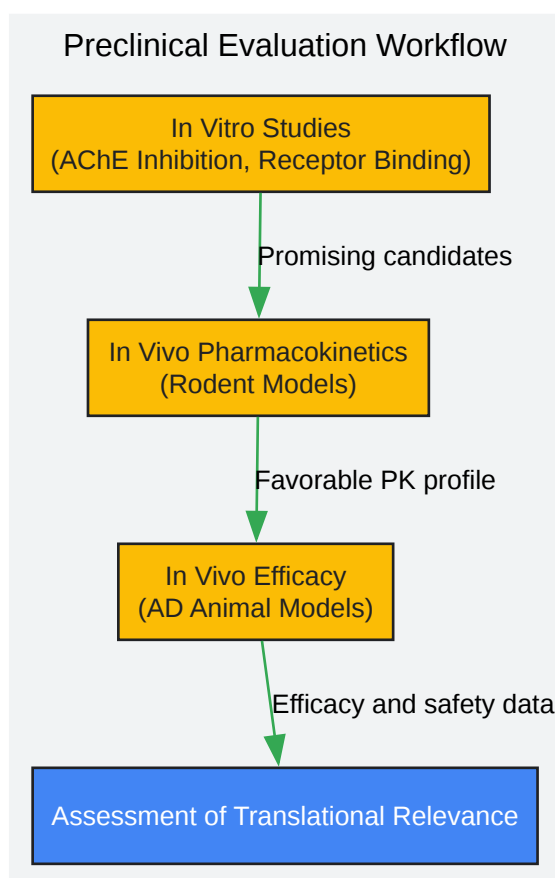 Preclinical Evaluation Workflow
In Vitro Studies
(AChE Inhibition, Receptor Binding)
Promising candidates
In Vivo Pharmacokinetics
(Rodent Models)
Favorable PK profile
In Vivo Efficacy
(AD Animal Models)
Efficacy and safety data
Assessment of Translational Relevance